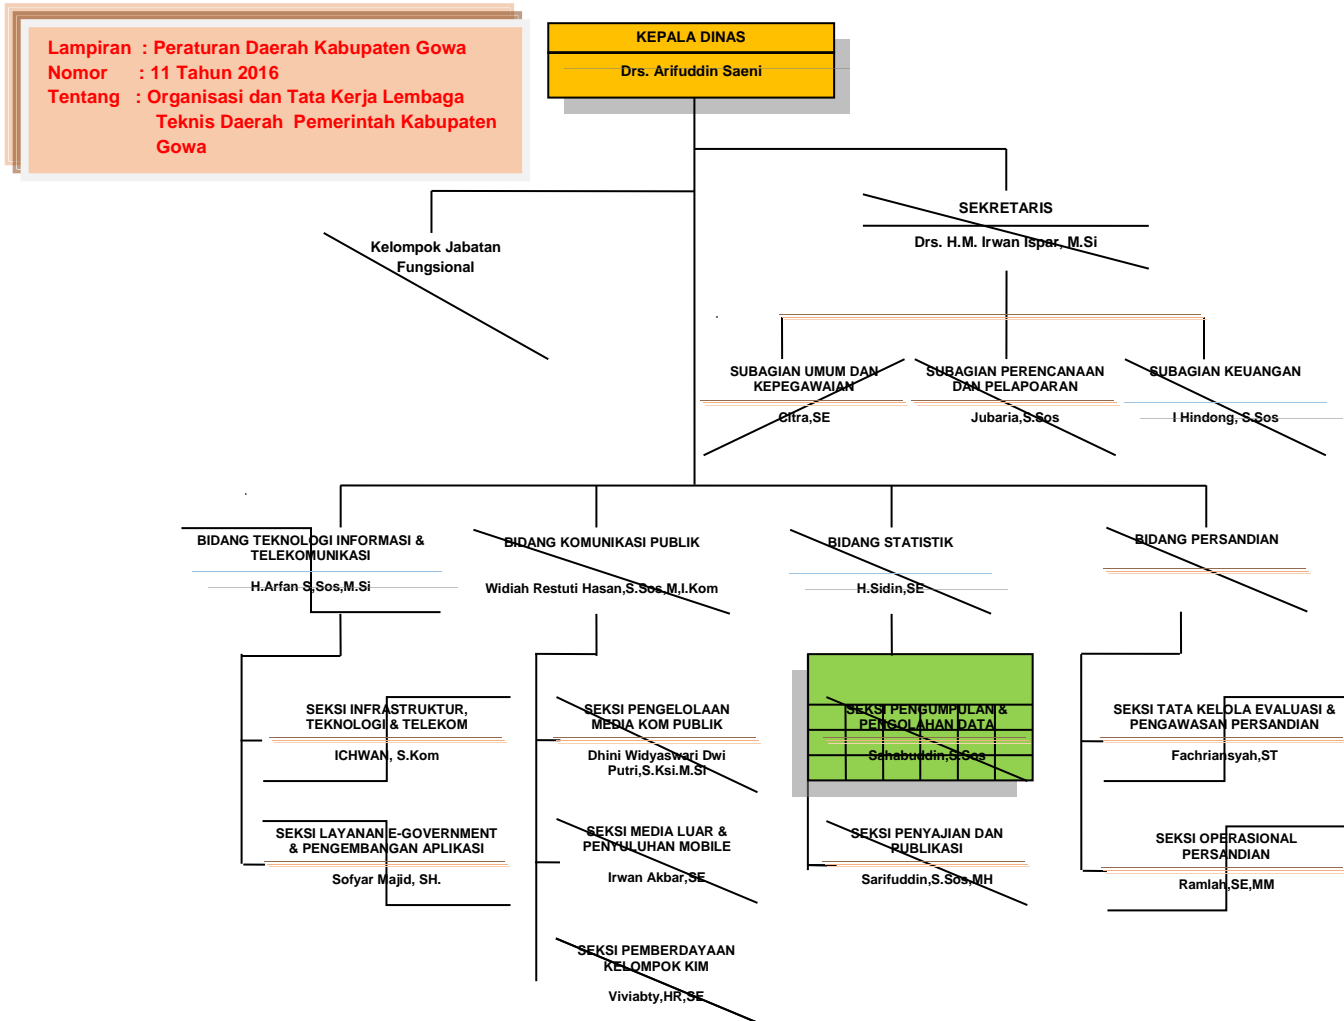 Lampiran : Peraturan Daerah Kabupaten Gowa
Nomor : 11 Tahun 2016
Tentang : Organisasi dan Tata Kerja Lembaga
Teknis Daerah Pemerintah Kabupaten
Gowa
KEPALA DINAS
Drs. Arifuddin Saeni
SEKRETARIS
Drs. H.M. Irwan Ispar, M.Si
Kelompok Jabatan
Fungsional
SUBAGIAN UMUM DAN
KEPEGAWAIAN
Citra,SE
SUBAGIAN PERENCANAAN
DAN PELAPOARAN
Jubaria,S.Sos
SUBAGIAN KEUANGAN
I Hindong, S.Sos
BIDANG TEKNOLOGI INFORMASI &
TELEKOMUNIKASI
H.Arfan S,Sos,M.Si
BIDANG KOMUNIKASI PUBLIK
Widiah Restuti Hasan,S.Sos,M,I.Kom
BIDANG STATISTIK
H.Sidin,SE
BIDANG PERSANDIAN
SEKSI INFRASTRUKTUR,
TEKNOLOGI & TELEKOM
ICHWAN, S.Kom
SEKSI PENGELOLAAN
MEDIA KOM PUBLIK
Dhini Widyaswari Dwi
Putri,S.Ksi.M.SI
SEKSI PENGUMPULAN &
PENGOLAHAN DATA
Sahabuddin,S.Sos
SEKSI TATA KELOLA EVALUASI &
PENGAWASAN PERSANDIAN
Fachriansyah,ST
SEKSI LAYANAN E-GOVERNMENT
& PENGEMBANGAN APLIKASI
Sofyar Majid, SH.
SEKSI MEDIA LUAR &
PENYULUHAN MOBILE
Irwan Akbar,SE
SEKSI PENYAJIAN DAN
PUBLIKASI
Sarifuddin,S.Sos,MH
SEKSI OPERASIONAL
PERSANDIAN
Ramlah,SE,MM
SEKSI PEMBERDAYAAN
KELOMPOK KIM
Viviabty,HR,SE